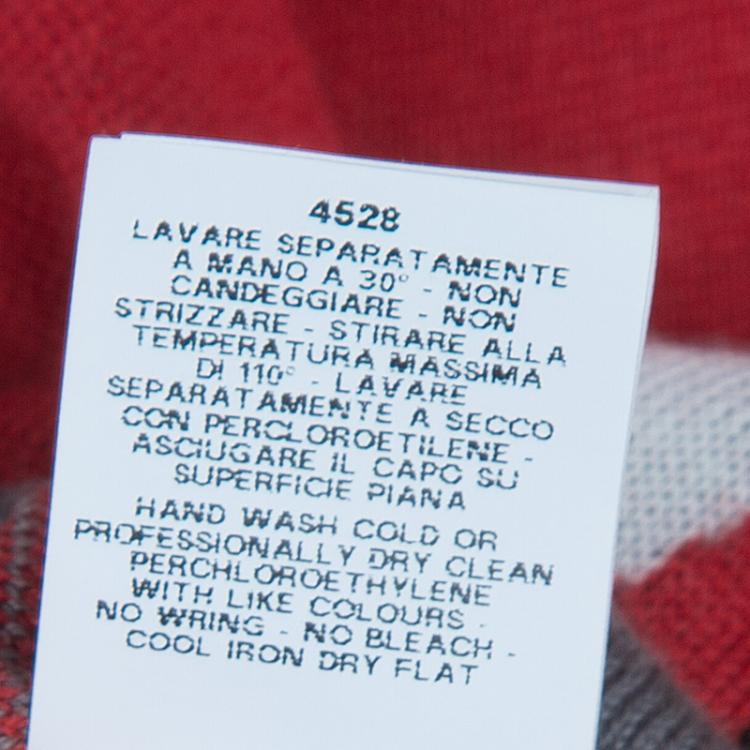 4528
LAVARE SEPARATAMENTE
A MANO A 30° - NON
CANDEGGIARE - NON
STRIZZARE - STIRARE ALLA
TEMPERATURA MASSIMA
DI 110° - LAVARE
SEPARATAMENTE A SECCO
CON PERCLOROETILENE -
ASCIUGARE IL CAPO SU
SUPERFICIE PIANA
HAND WASH COLD OR
PROFESSIONALLY DRY CLEAN
PERCHLOROETHYLENE
WITH LIKE COLOURS -
NO WRING - NO BLEACH -
COOL IRON DRY FLAT